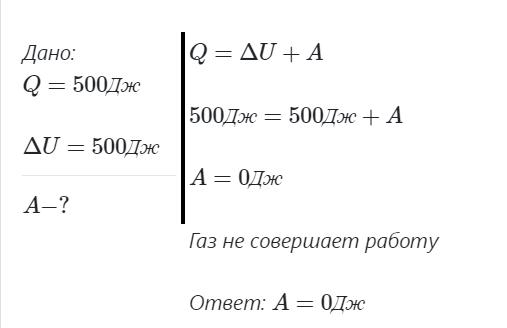 Дано:
Q = 500Дж
ΔU = 500Дж
A−?
Q = ΔU + A
500Дж = 500Дж + A
A = 0Дж
Газ не совершает работу
Ответ: A = 0Дж